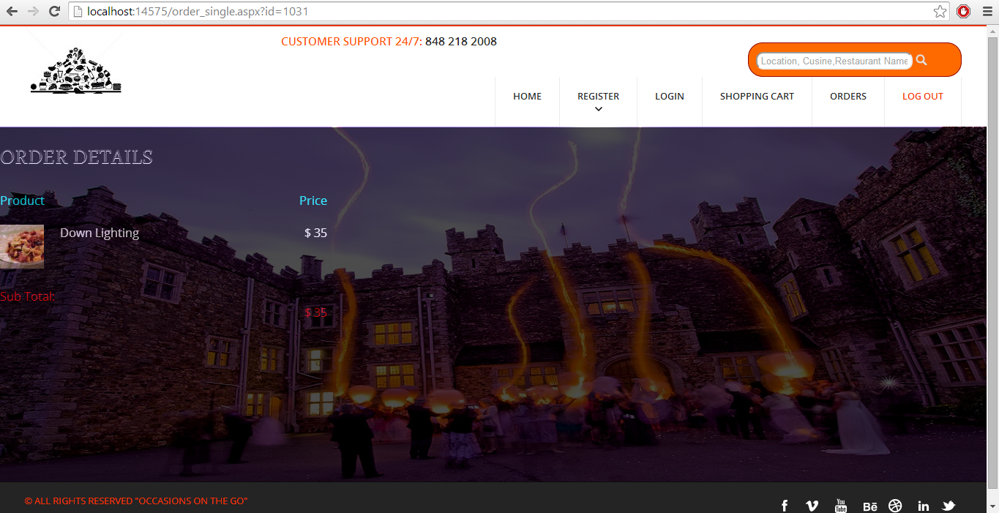 localhost:14575/order_single.aspx?id=1031
CUSTOMER SUPPORT 24/7: 848 218 2008
Location, Cusine,Restaurant Name
HOME REGISTER LOGIN SHOPPING CART ORDERS LOG OUT
ORDER DETAILS
Product Price
Down Lighting $ 35
Sub Total:
$ 35
© ALL RIGHTS RESERVED "OCCASIONS ON THE GO"
f You Tube Bē in